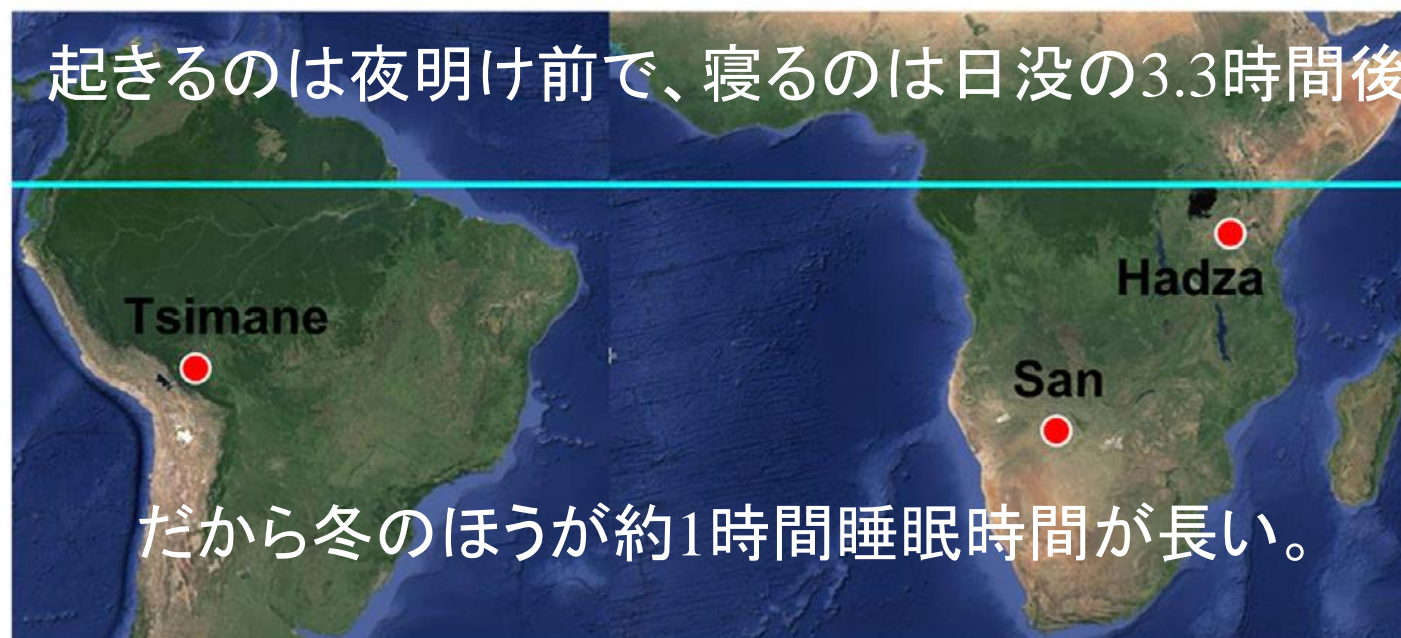 起きるのは夜明け前で、寝るのは日没の3.3時間後
Hadza
Tsimane
San
だから冬のほうが約1時間睡眠時間が長い。